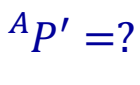 ᴬP′ =?